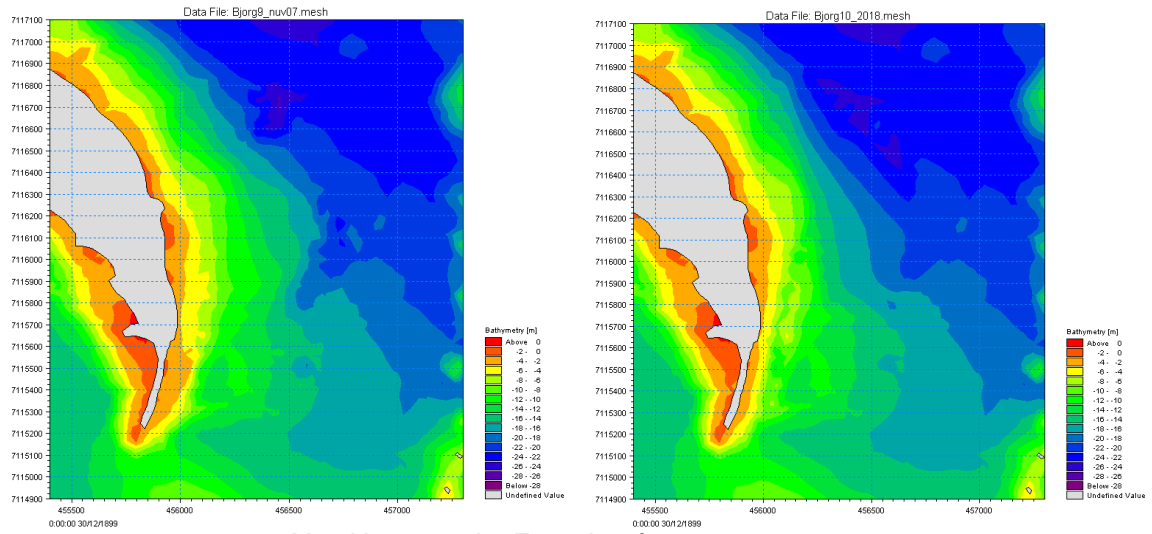 Data File: Bjorg9_nuv07.mesh
7117100
7117000
7116900
7116800
7116700
7116600
7116500
7116400
7116300
7116200
7116100
7116000
7115900
7115800
7115700
7115600
7115500
7115400
7115300
7115200
7115100
7115000
7114900
455500
456000
456500
457000
0:00:00 30/12/1899
Bathymetry [m]
Above 0
-2 - 0
-4 - -2
-6 - -4
-8 - -6
-10 - -8
-12 - -10
-14 - -12
-16 - -14
-18 - -16
-20 - -18
-22 - -20
-24 - -22
-26 - -24
-28 - -26
Below -28
Undefined Value
Data File: Bjorg10_2018.mesh
7117100
7117000
7116900
7116800
7116700
7116600
7116500
7116400
7116300
7116200
7116100
7116000
7115900
7115800
7115700
7115600
7115500
7115400
7115300
7115200
7115100
7115000
7114900
455500
456000
456500
457000
0:00:00 30/12/1899
Bathymetry [m]
Above 0
-2 - 0
-4 - -2
-6 - -4
-8 - -6
-10 - -8
-12 - -10
-14 - -12
-16 - -14
-18 - -16
-20 - -18
-22 - -20
-24 - -22
-26 - -24
-28 - -26
Below -28
Undefined Value